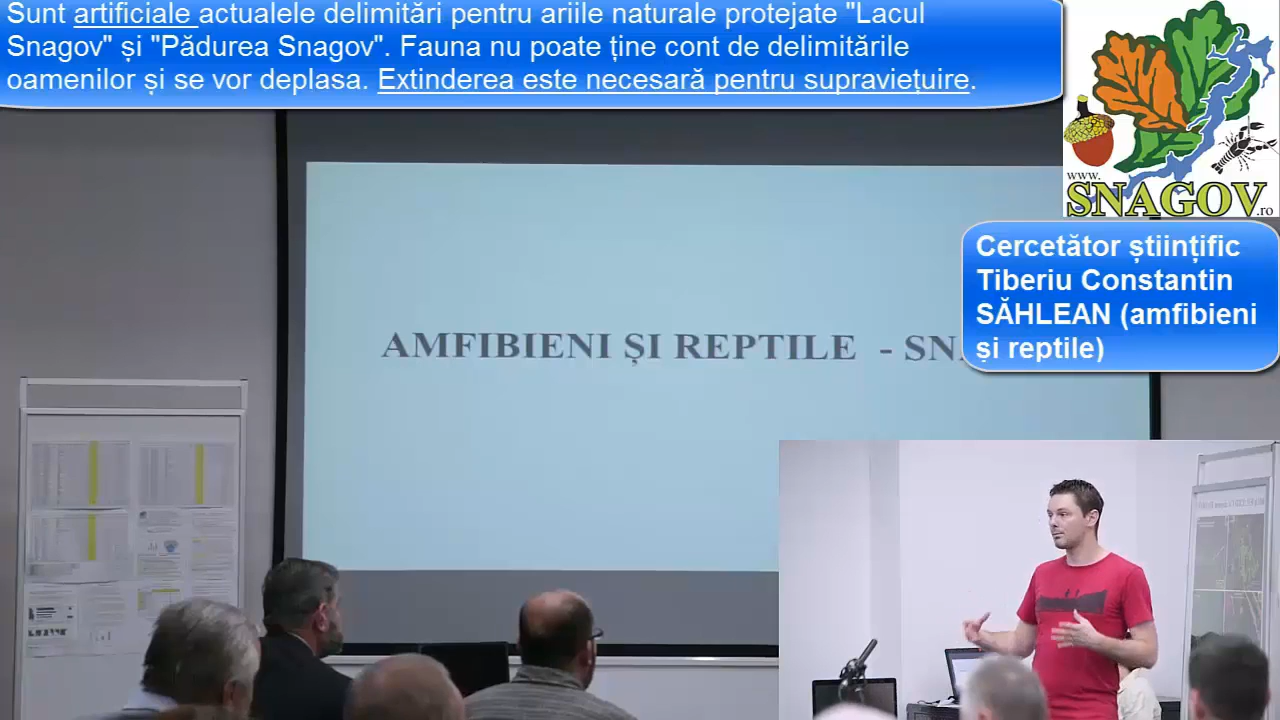 Sunt artificiale actualele delimitări pentru ariile naturale protejate "Lacul
Snagov" și "Pădurea Snagov". Fauna nu poate ține cont de delimitările
oamenilor și se vor deplasa. Extinderea este necesară pentru supraviețuire.
www.
SNAGOV.ro
Cercetător științific
Tiberiu Constantin
SĂHLEAN (amfibieni
și reptile)
AMFIBIENI ȘI REPTILE - SN